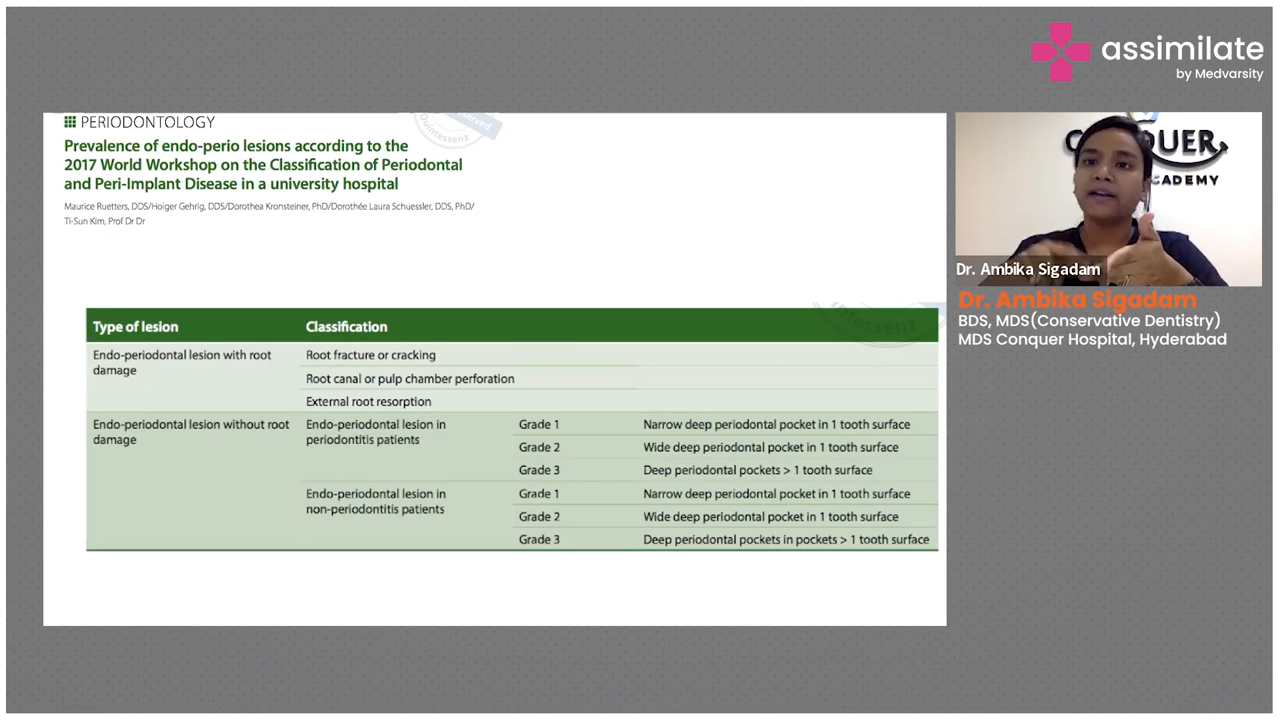 assimilate
by Medvarsity
PERIODONTOLOGY
Quintessenz
Prevalence of endo-perio lesions according to the
2017 World Workshop on the Classification of Periodontal
and Peri-Implant Disease in a university hospital
Maurice Ruetters, DDS/Holger Gehrig, DDS/Dorothea Kronsteiner, PhD/Dorothée Laura Schuessler, DDS, PhD/
Ti-Sun Kim, Prof Dr Dr
Type of lesion Classification
Endo-periodontal lesion with root
damage
Root fracture or cracking
Root canal or pulp chamber perforation
External root resorption
Endo-periodontal lesion without root
damage
Endo-periodontal lesion in
periodontitis patients
Grade 1 Narrow deep periodontal pocket in 1 tooth surface
Grade 2 Wide deep periodontal pocket in 1 tooth surface
Grade 3 Deep periodontal pockets > 1 tooth surface
Endo-periodontal lesion in
non-periodontitis patients
Grade 1 Narrow deep periodontal pocket in 1 tooth surface
Grade 2 Wide deep periodontal pocket in 1 tooth surface
Grade 3 Deep periodontal pockets in pockets > 1 tooth surface
Dr. Ambika Sigadam
Dr. Ambika Sigadam
BDS, MDS(Conservative Dentistry)
MDS Conquer Hospital, Hyderabad